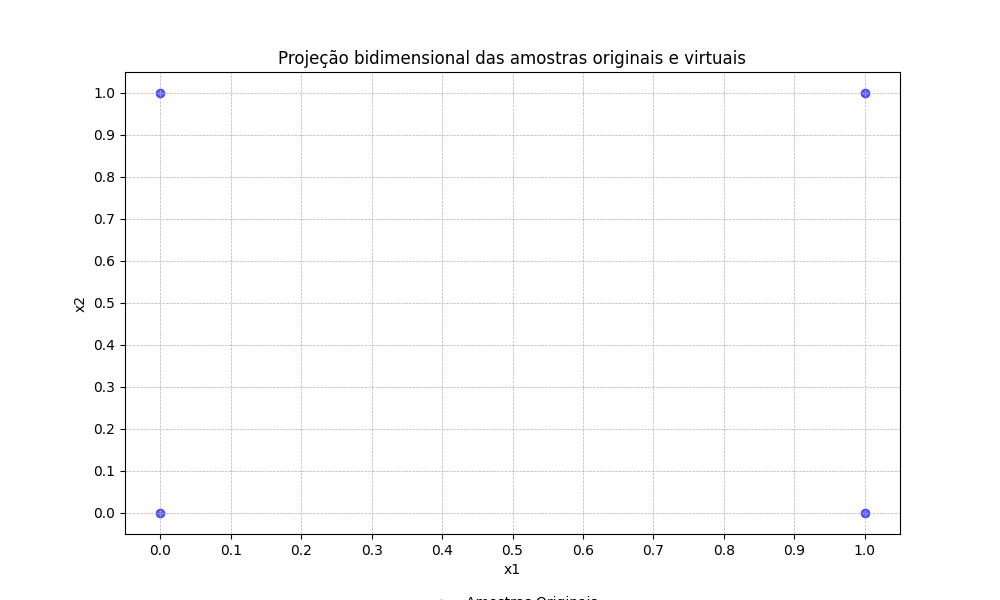 Projeção bidimensional das amostras originais e virtuais
1.0
0.9
0.8
0.7
0.6
0.5
0.4
0.3
0.2
0.1
0.0
x2
0.0 0.1 0.2 0.3 0.4 0.5 0.6 0.7 0.8 0.9 1.0
x1
Amostras Originais